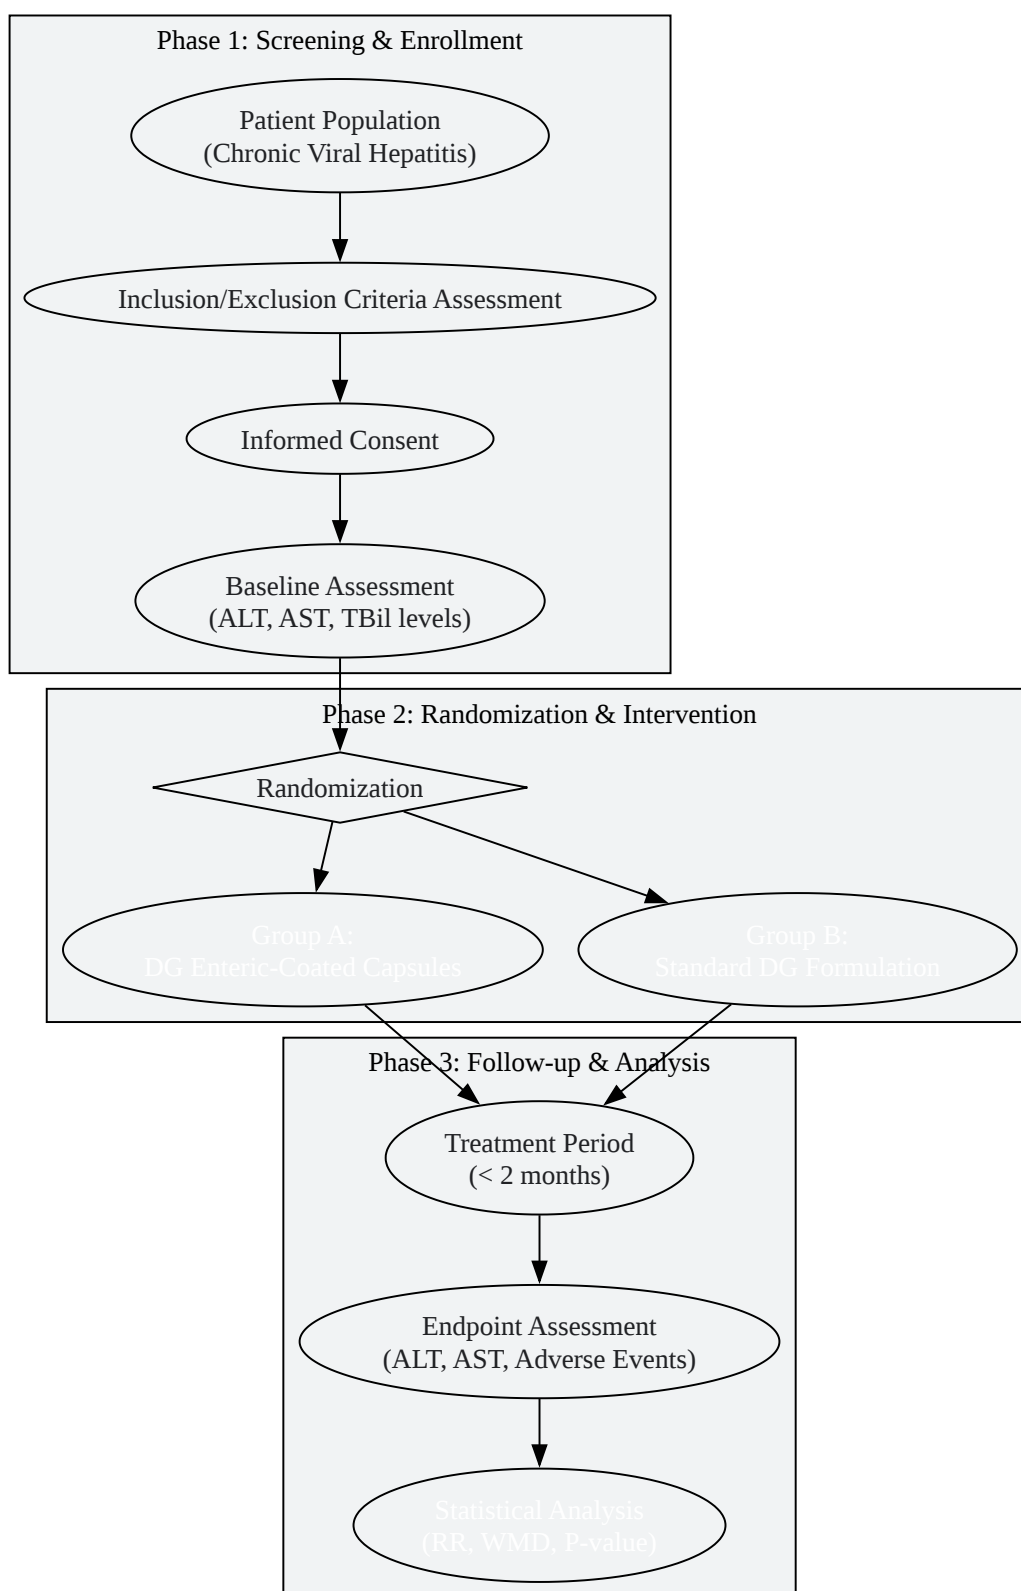 Phase 1: Screening & Enrollment
Patient Population
(Chronic Viral Hepatitis)
Inclusion/Exclusion Criteria Assessment
Informed Consent
Baseline Assessment
(ALT, AST, TBil levels)
Phase 2: Randomization & Intervention
Randomization
Group A:
DG Enteric-Coated Capsules
Group B:
Standard DG Formulation
Phase 3: Follow-up & Analysis
Treatment Period
(< 2 months)
Endpoint Assessment
(ALT, AST, Adverse Events)
Statistical Analysis
(RR, WMD, P-value)